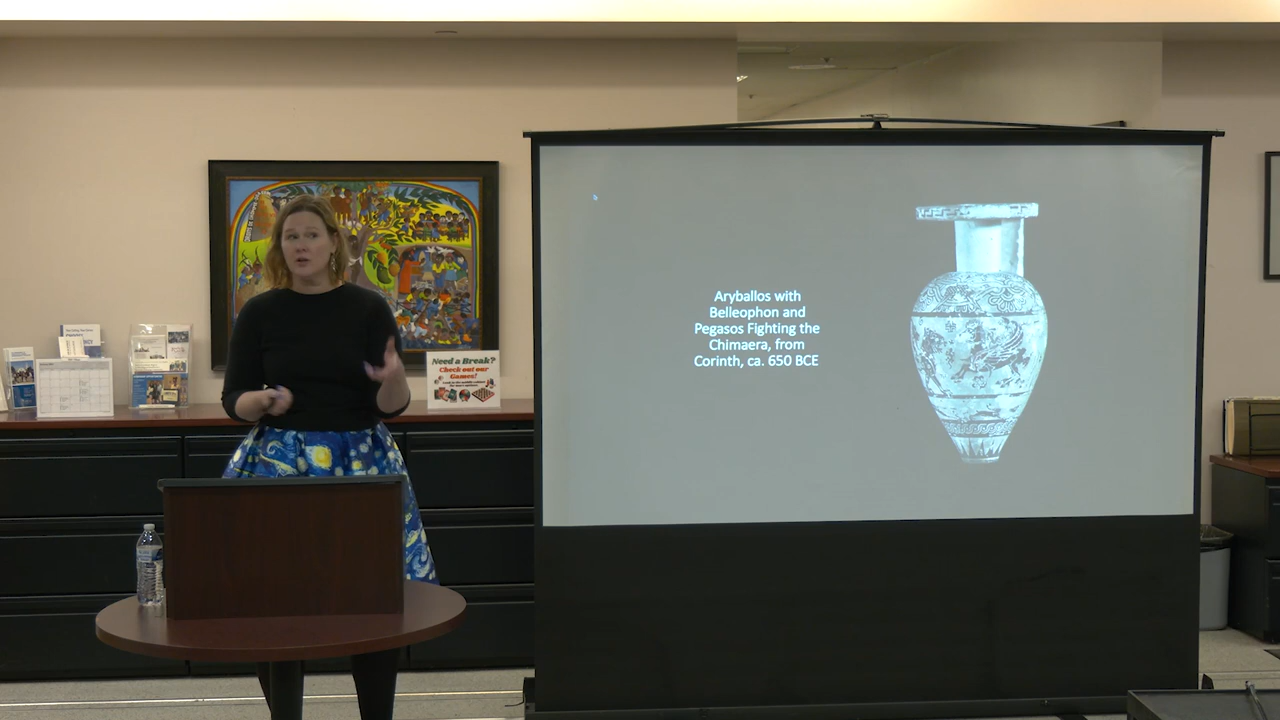 Aryballos with
Belleophon and
Pegasos Fighting the
Chimaera, from
Corinth, ca. 650 BCE
Need a Break?
Check out our
Games!